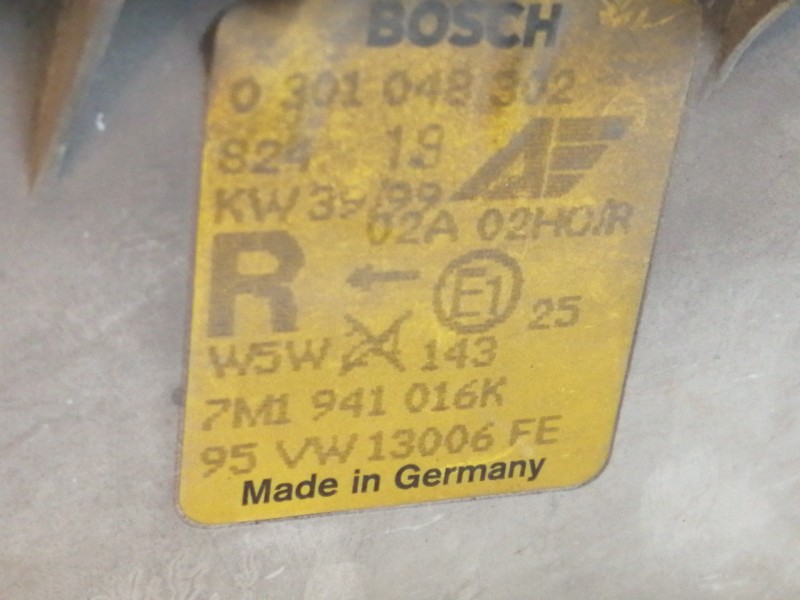 BOSCH
0 301 048 302
824 19
KW 39/99
02A 02HC/R
R E1 25
W5W 143
7M1 941 016K
95 VW 13006 FE
Made in Germany